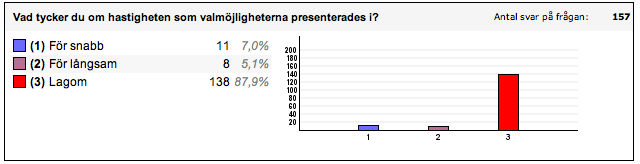 Vad tycker du om hastigheten som valmöjligheterna presenterades i? Antal svar på frågan: 157
(1) För snabb 11 7,0%
(2) För långsam 8 5,1%
(3) Lagom 138 87,9%
200
180
160
140
120
100
80
60
40
20
1 2 3